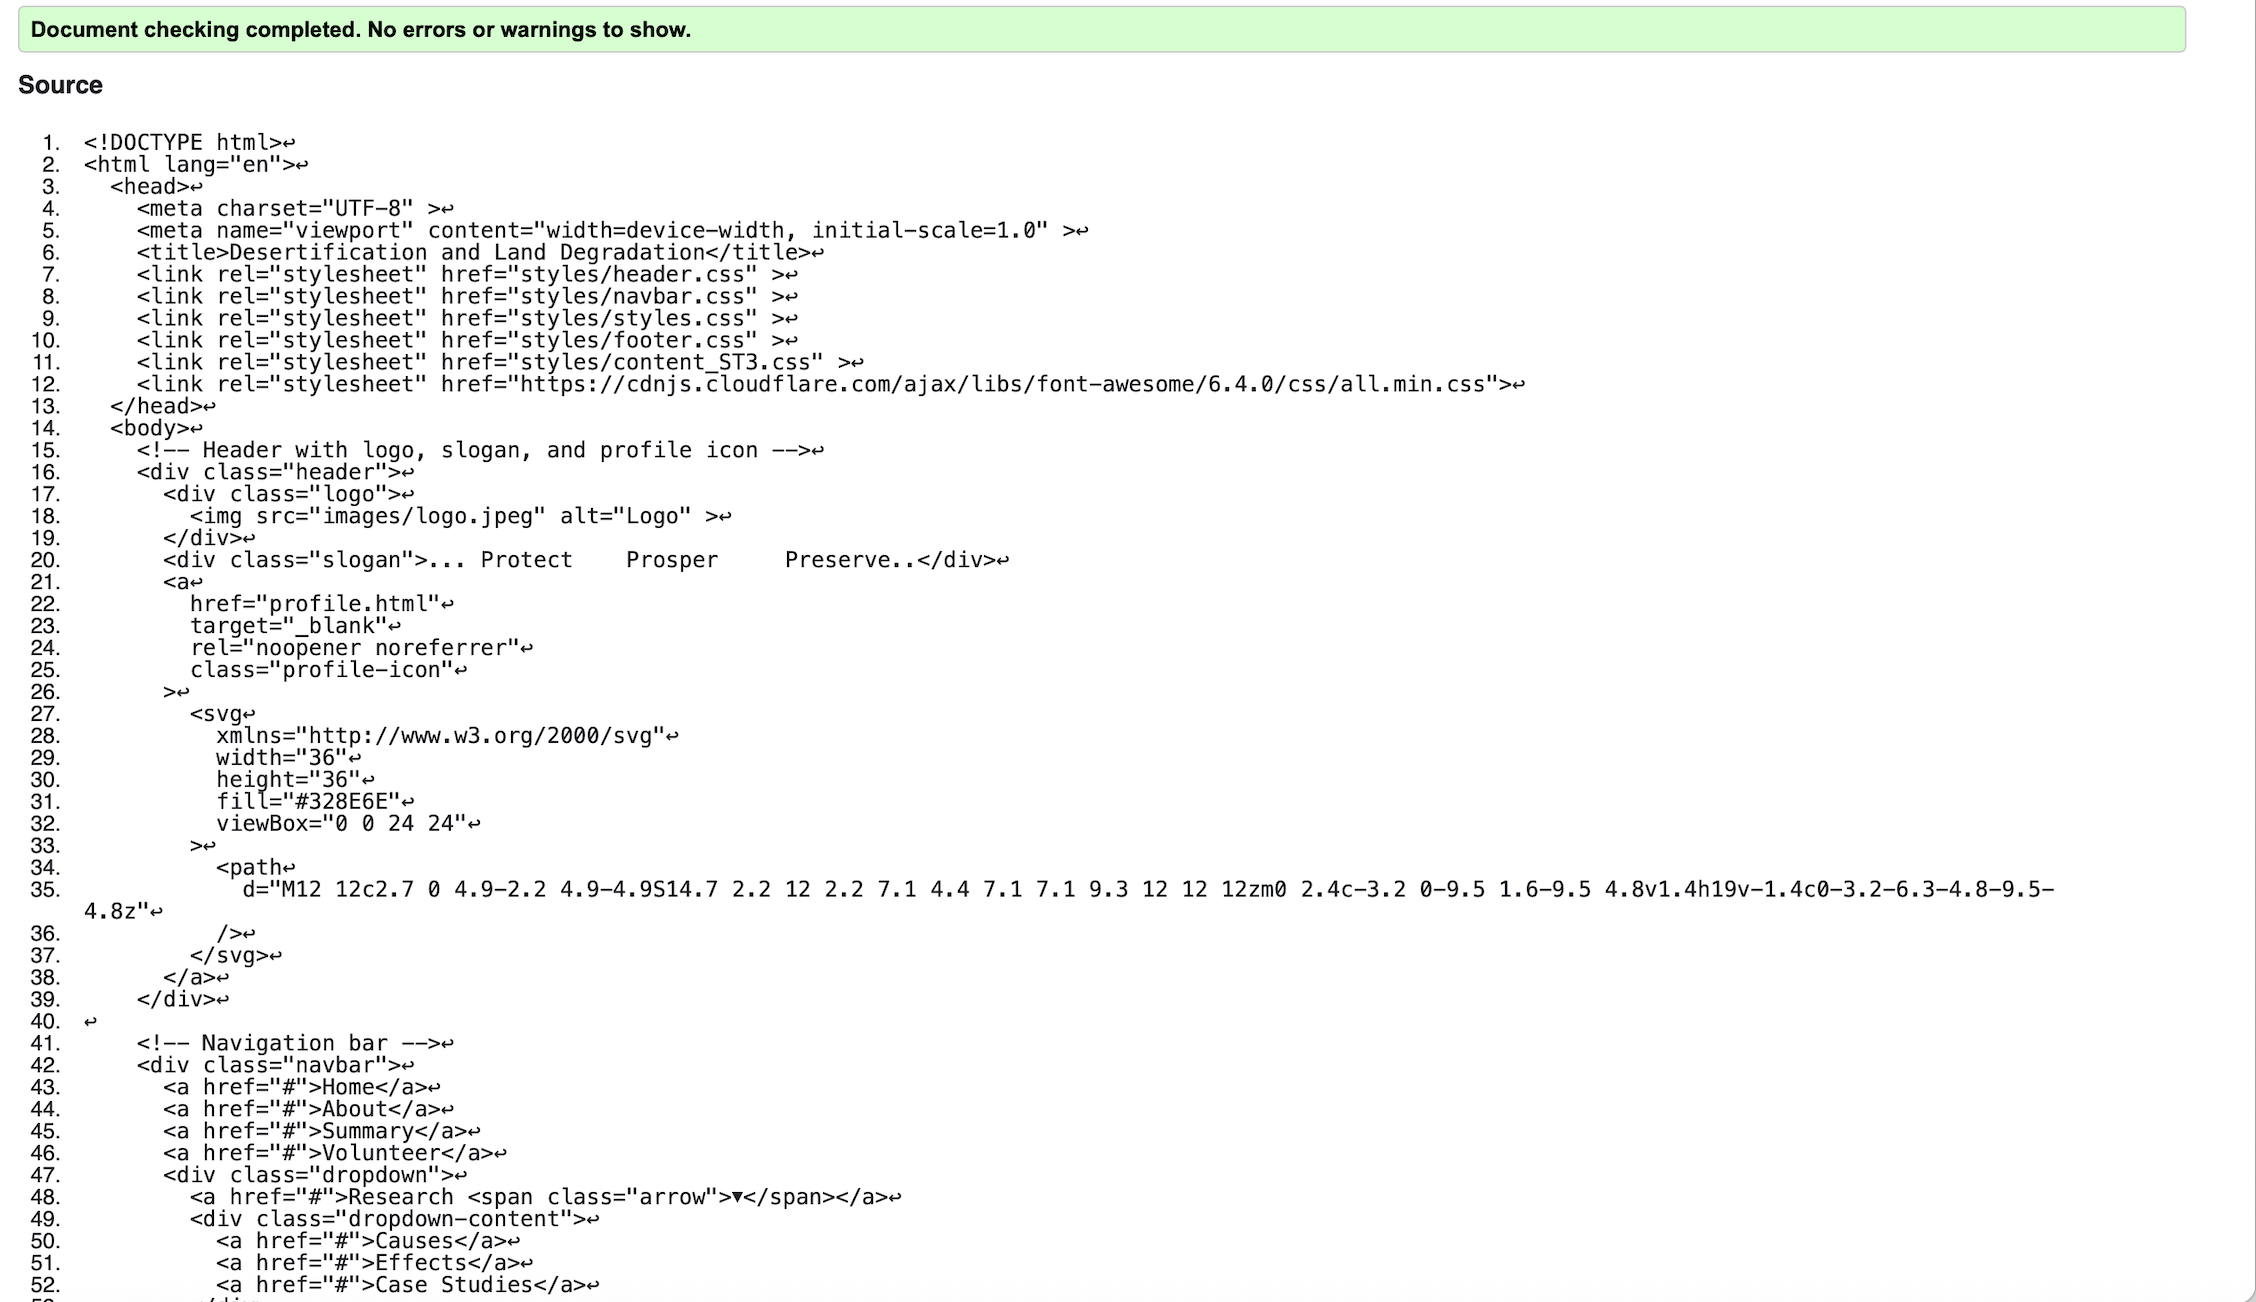 Document checking completed. No errors or warnings to show.
Source
1. <!DOCTYPE html>↩
2. <html lang="en">↩
3.   <head>↩
4.     <meta charset="UTF-8" >↩
5.     <meta name="viewport" content="width=device-width, initial-scale=1.0" >↩
6.     <title>Desertification and Land Degradation</title>↩
7.     <link rel="stylesheet" href="styles/header.css" >↩
8.     <link rel="stylesheet" href="styles/navbar.css" >↩
9.     <link rel="stylesheet" href="styles/styles.css" >↩
10.     <link rel="stylesheet" href="styles/footer.css" >↩
11.     <link rel="stylesheet" href="styles/content_ST3.css" >↩
12.     <link rel="stylesheet" href="https://cdnjs.cloudflare.com/ajax/libs/font-awesome/6.4.0/css/all.min.css">↩
13.   </head>↩
14.   <body>↩
15.     <!-- Header with logo, slogan, and profile icon -->↩
16.     <div class="header">↩
17.       <div class="logo">↩
18.         <img src="images/logo.jpeg" alt="Logo" >↩
19.       </div>↩
20.       <div class="slogan">... Protect    Prosper     Preserve..</div>↩
21.       <a↩
22.         href="profile.html"↩
23.         target="_blank"↩
24.         rel="noopener noreferrer"↩
25.         class="profile-icon"↩
26.       >↩
27.         <svg↩
28.           xmlns="http://www.w3.org/2000/svg"↩
29.           width="36"↩
30.           height="36"↩
31.           fill="#328E6E"↩
32.           viewBox="0 0 24 24"↩
33.         >↩
34.           <path↩
35.             d="M12 12c2.7 0 4.9-2.2 4.9-4.9S14.7 2.2 12 2.2 7.1 4.4 7.1 7.1 9.3 12 12 12zm0 2.4c-3.2 0-9.5 1.6-9.5 4.8v1.4h19v-1.4c0-3.2-6.3-4.8-9.5-
4.8z"↩
36.           />↩
37.         </svg>↩
38.       </a>↩
39.     </div>↩
40. ↩
41.     <!-- Navigation bar -->↩
42.     <div class="navbar">↩
43.       <a href="#">Home</a>↩
44.       <a href="#">About</a>↩
45.       <a href="#">Summary</a>↩
46.       <a href="#">Volunteer</a>↩
47.       <div class="dropdown">↩
48.         <a href="#">Research <span class="arrow">▼</span></a>↩
49.         <div class="dropdown-content">↩
50.           <a href="#">Causes</a>↩
51.           <a href="#">Effects</a>↩
52.           <a href="#">Case Studies</a>↩